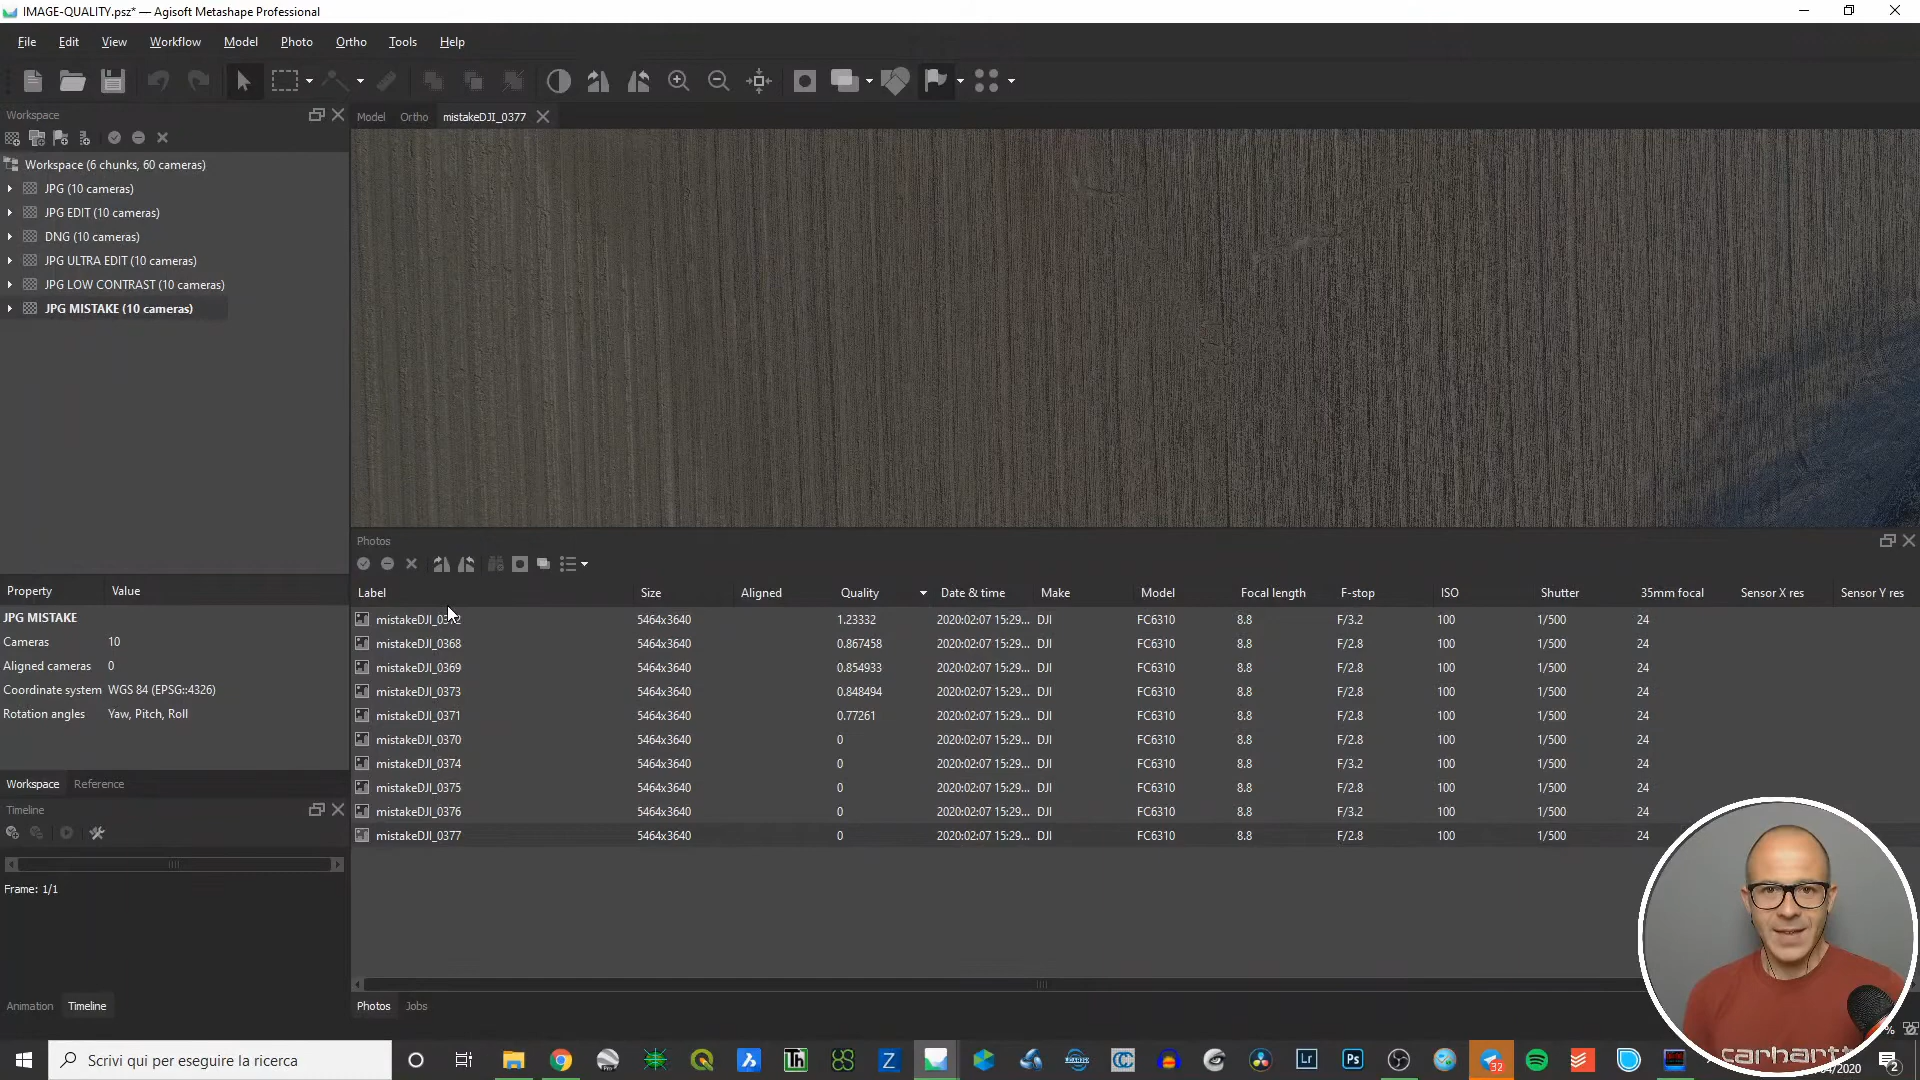 IMAGE-QUALITY.psz* — Agisoft Metashape Professional
File Edit View Workflow Model Photo Ortho Tools Help
Workspace
Model Ortho mistakeDJI_0377
Workspace (6 chunks, 60 cameras)
JPG (10 cameras)
JPG EDIT (10 cameras)
DNG (10 cameras)
JPG ULTRA EDIT (10 cameras)
JPG LOW CONTRAST (10 cameras)
JPG MISTAKE (10 cameras)
Property Value
JPG MISTAKE
Cameras 10
Aligned cameras 0
Coordinate system WGS 84 (EPSG::4326)
Rotation angles Yaw, Pitch, Roll
Workspace Reference
Timeline
Frame: 1/1
Animation Timeline
Photos
Label Size Aligned Quality Date & time Make Model Focal length F-stop ISO Shutter 35mm focal Sensor X res Sensor Y res
5464x3640 1.23332 2020:02:07 15:29... DJI FC6310 8.8 F/3.2 100 1/500 24
mistakeDJI_0368 5464x3640 0.867458 2020:02:07 15:29... DJI FC6310 8.8 F/2.8 100 1/500 24
mistakeDJI_0369 5464x3640 0.854933 2020:02:07 15:29... DJI FC6310 8.8 F/2.8 100 1/500 24
mistakeDJI_0373 5464x3640 0.848494 2020:02:07 15:29... DJI FC6310 8.8 F/2.8 100 1/500 24
mistakeDJI_0371 5464x3640 0.77261 2020:02:07 15:29... DJI FC6310 8.8 F/2.8 100 1/500 24
mistakeDJI_0370 5464x3640 0 2020:02:07 15:29... DJI FC6310 8.8 F/2.8 100 1/500 24
mistakeDJI_0374 5464x3640 0 2020:02:07 15:29... DJI FC6310 8.8 F/3.2 100 1/500 24
mistakeDJI_0375 5464x3640 0 2020:02:07 15:29... DJI FC6310 8.8 F/2.8 100 1/500 24
mistakeDJI_0376 5464x3640 0 2020:02:07 15:29... DJI FC6310 8.8 F/3.2 100 1/500 24
mistakeDJI_0377 5464x3640 0 2020:02:07 15:29... DJI FC6310 8.8 F/2.8 100 1/500 24
Photos Jobs
Scrivi qui per eseguire la ricerca
Th
Z
CC
Lr
Ps
32
carhartt
/04/2020
2